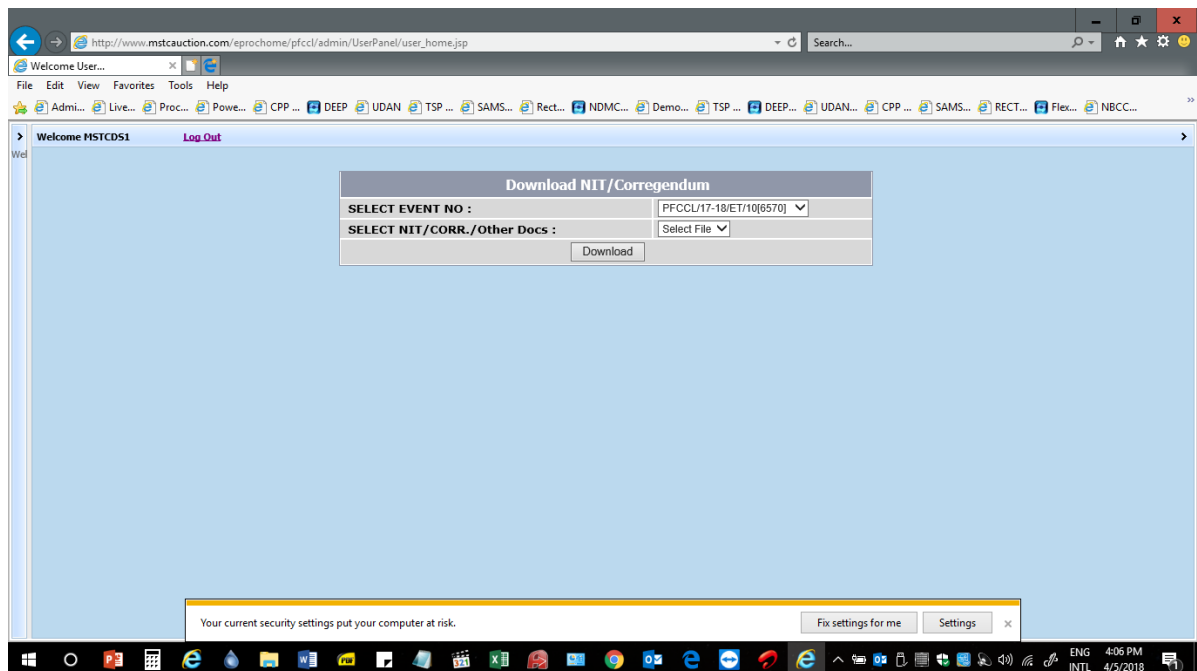 http://www.mstcauction.com/eprochome/pfccl/admin/UserPanel/user_home.jsp
Search...
Welcome User...
File Edit View Favorites Tools Help
Admi... Live... Proc... Powe... CPP ... DEEP UDAN TSP ... SAMS... Rect... NDMC... Demo... TSP ... DEEP... UDAN... CPP ... SAMS... RECT... Flex... NBCC...
Welcome MSTCDS1 Log Out
Wel
Download NIT/Corregendum
SELECT EVENT NO : PFCCL/17-18/ET/10[6570]
SELECT NIT/CORR./Other Docs : Select File
Download
Your current security settings put your computer at risk. Fix settings for me Settings
ENG 4:06 PM
INTL 4/5/2018